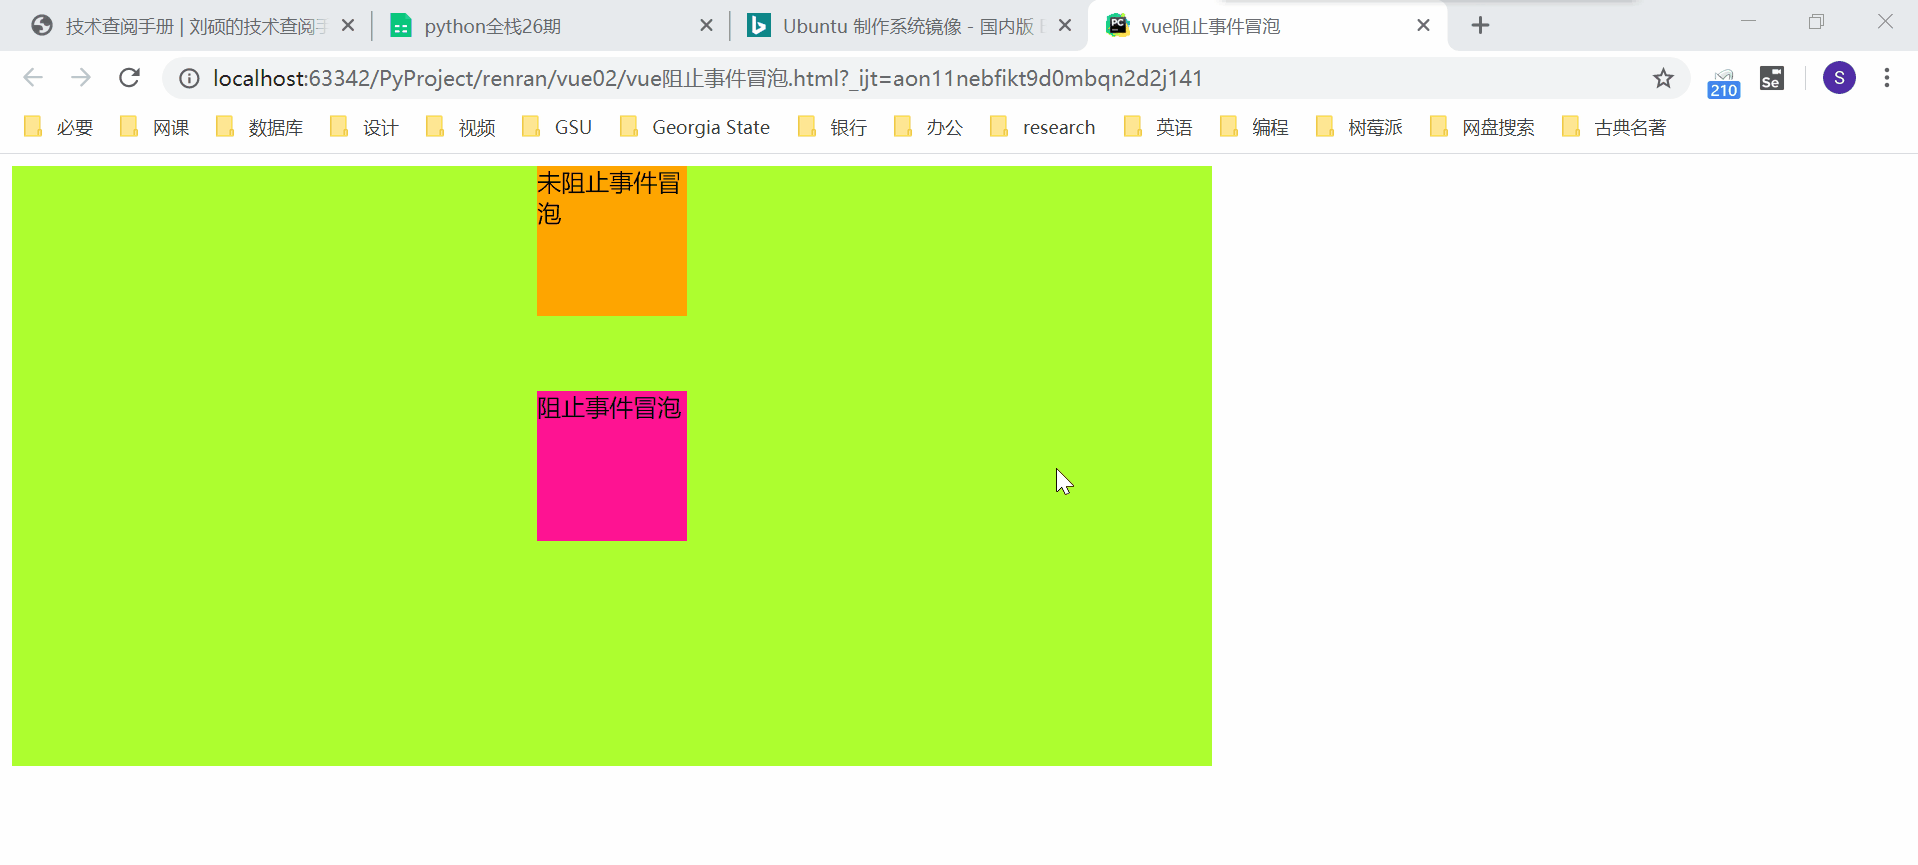 技术查阅手册 | 刘硕的技术查阅手
python全栈26期
Ubuntu 制作系统镜像 - 国内版
vue阻止事件冒泡
localhost:63342/PyProject/renran/vue02/vue阻止事件冒泡.html?_ijt=aon11nebfikt9d0mbqn2d2j141
210
Se
S
必要
网课
数据库
设计
视频
GSU
Georgia State
银行
办公
research
英语
编程
树莓派
网盘搜索
古典名著
未阻止事件冒
泡
阻止事件冒泡